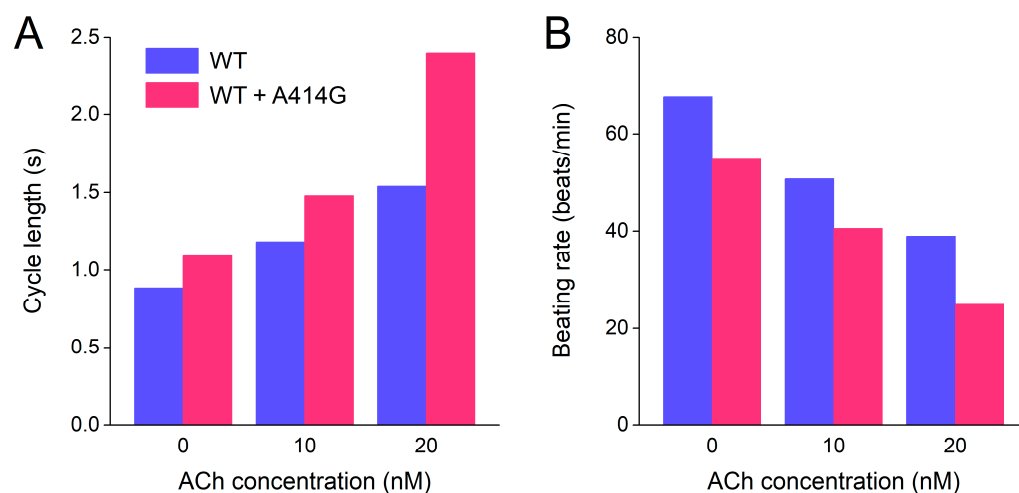 A
2.5
2.0
1.5
1.0
0.5
0.0
Cycle length (s)
WT
WT + A414G
0 10 20
ACh concentration (nM)
B
80
60
40
20
0
Beating rate (beats/min)
0 10 20
ACh concentration (nM)